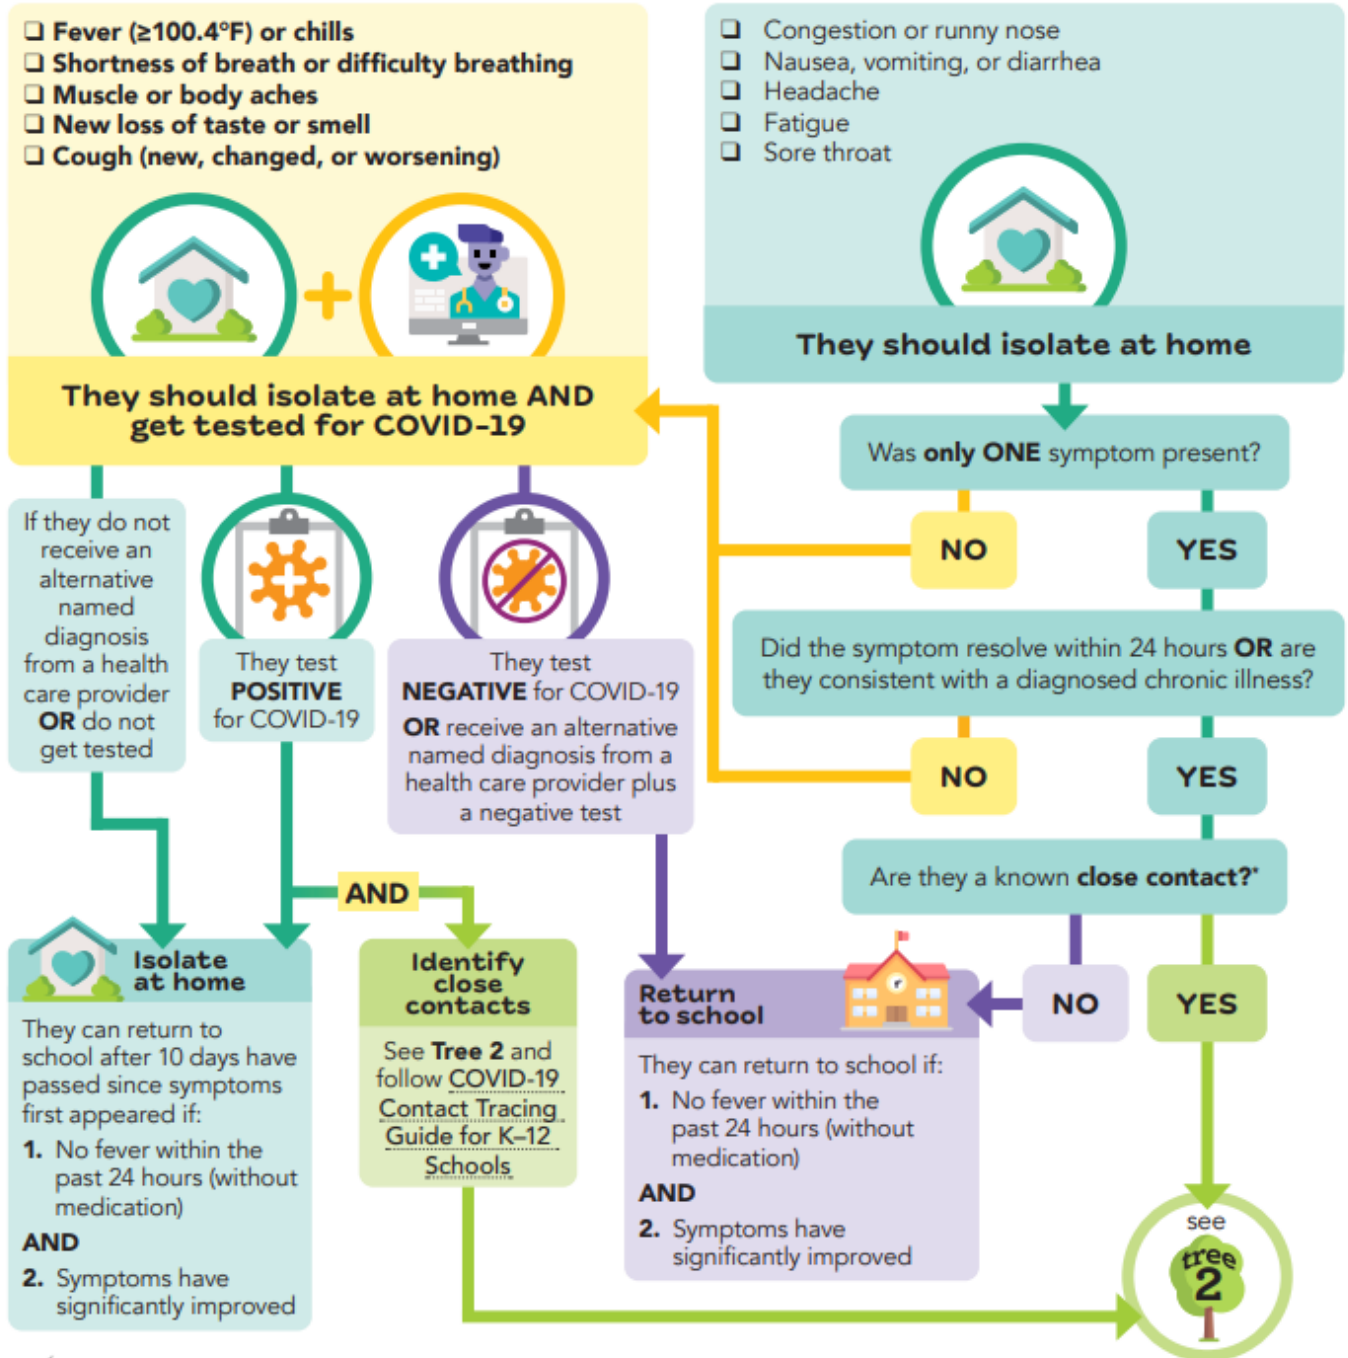 ❑ Fever (≥100.4°F) or chills
❑ Shortness of breath or difficulty breathing
❑ Muscle or body aches
❑ New loss of taste or smell
❑ Cough (new, changed, or worsening)
They should isolate at home AND
get tested for COVID-19
❑ Congestion or runny nose
❑ Nausea, vomiting, or diarrhea
❑ Headache
❑ Fatigue
❑ Sore throat
They should isolate at home
Was only ONE symptom present?
NO
YES
Did the symptom resolve within 24 hours OR are
they consistent with a diagnosed chronic illness?
NO
YES
Are they a known close contact?*
NO
YES
If they do not
receive an
alternative
named
diagnosis
from a health
care provider
OR do not
get tested
They test
POSITIVE
for COVID-19
They test
NEGATIVE for COVID-19
OR receive an alternative
named diagnosis from a
health care provider plus
a negative test
AND
Isolate
at home
They can return to
school after 10 days have
passed since symptoms
first appeared if:
1. No fever within the
past 24 hours (without
medication)
AND
2. Symptoms have
significantly improved
Identify
close
contacts
See Tree 2 and
follow COVID-19
Contact Tracing
Guide for K–12
Schools
Return
to school
They can return to school if:
1. No fever within the
past 24 hours (without
medication)
AND
2. Symptoms have
significantly improved
see
tree
2